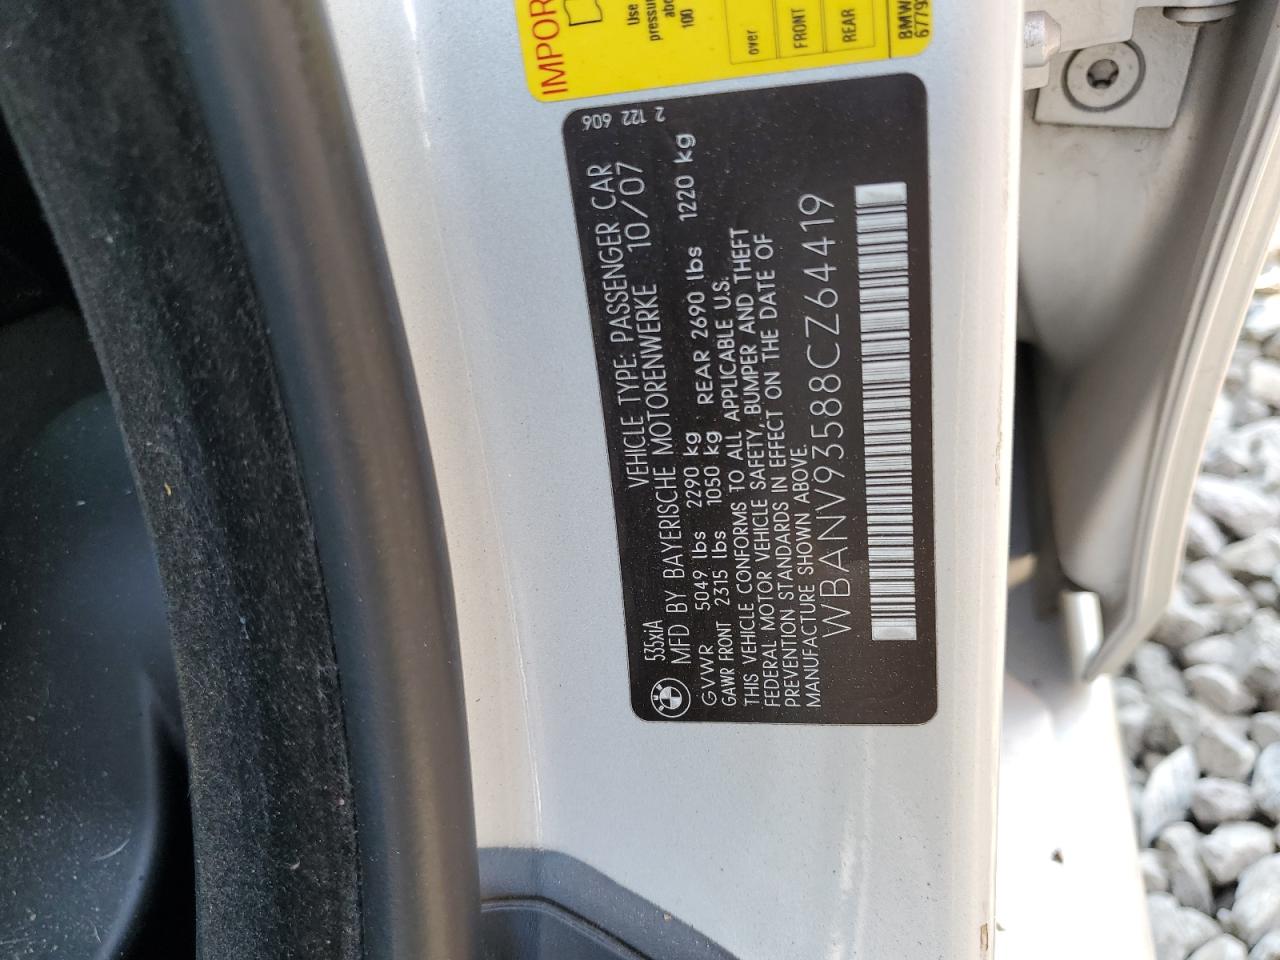 IMPOR
Use
pressur
abo
100
over
FRONT
REAR
BMW
6779
2 122 606
535xiA VEHICLE TYPE: PASSENGER CAR
MFD BY BAYERISCHE MOTORENWERKE 10/07
GVWR 5049 lbs 2290 kg
GAWR FRONT 2315 lbs 1050 kg REAR 2690 lbs 1220 kg
THIS VEHICLE CONFORMS TO ALL APPLICABLE U.S.
FEDERAL MOTOR VEHICLE SAFETY, BUMPER AND THEFT
PREVENTION STANDARDS IN EFFECT ON THE DATE OF
MANUFACTURE SHOWN ABOVE.
WBANV93588CZ64419